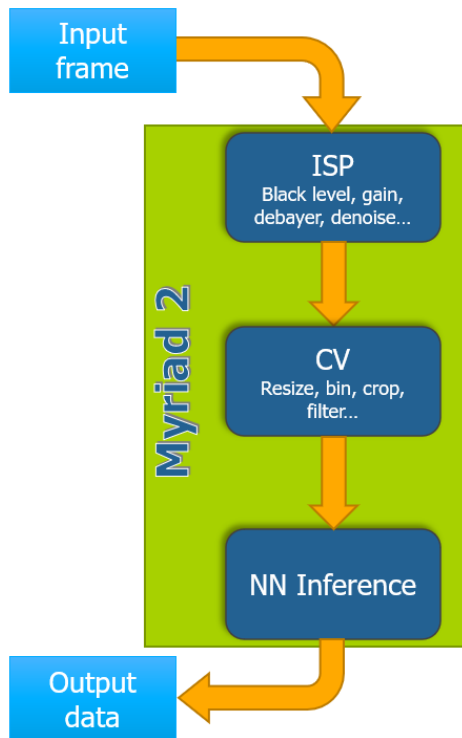 Input
frame
ISP
Black level, gain,
debayer, denoise...
Myriad 2
CV
Resize, bin, crop,
filter...
NN Inference
Output
data